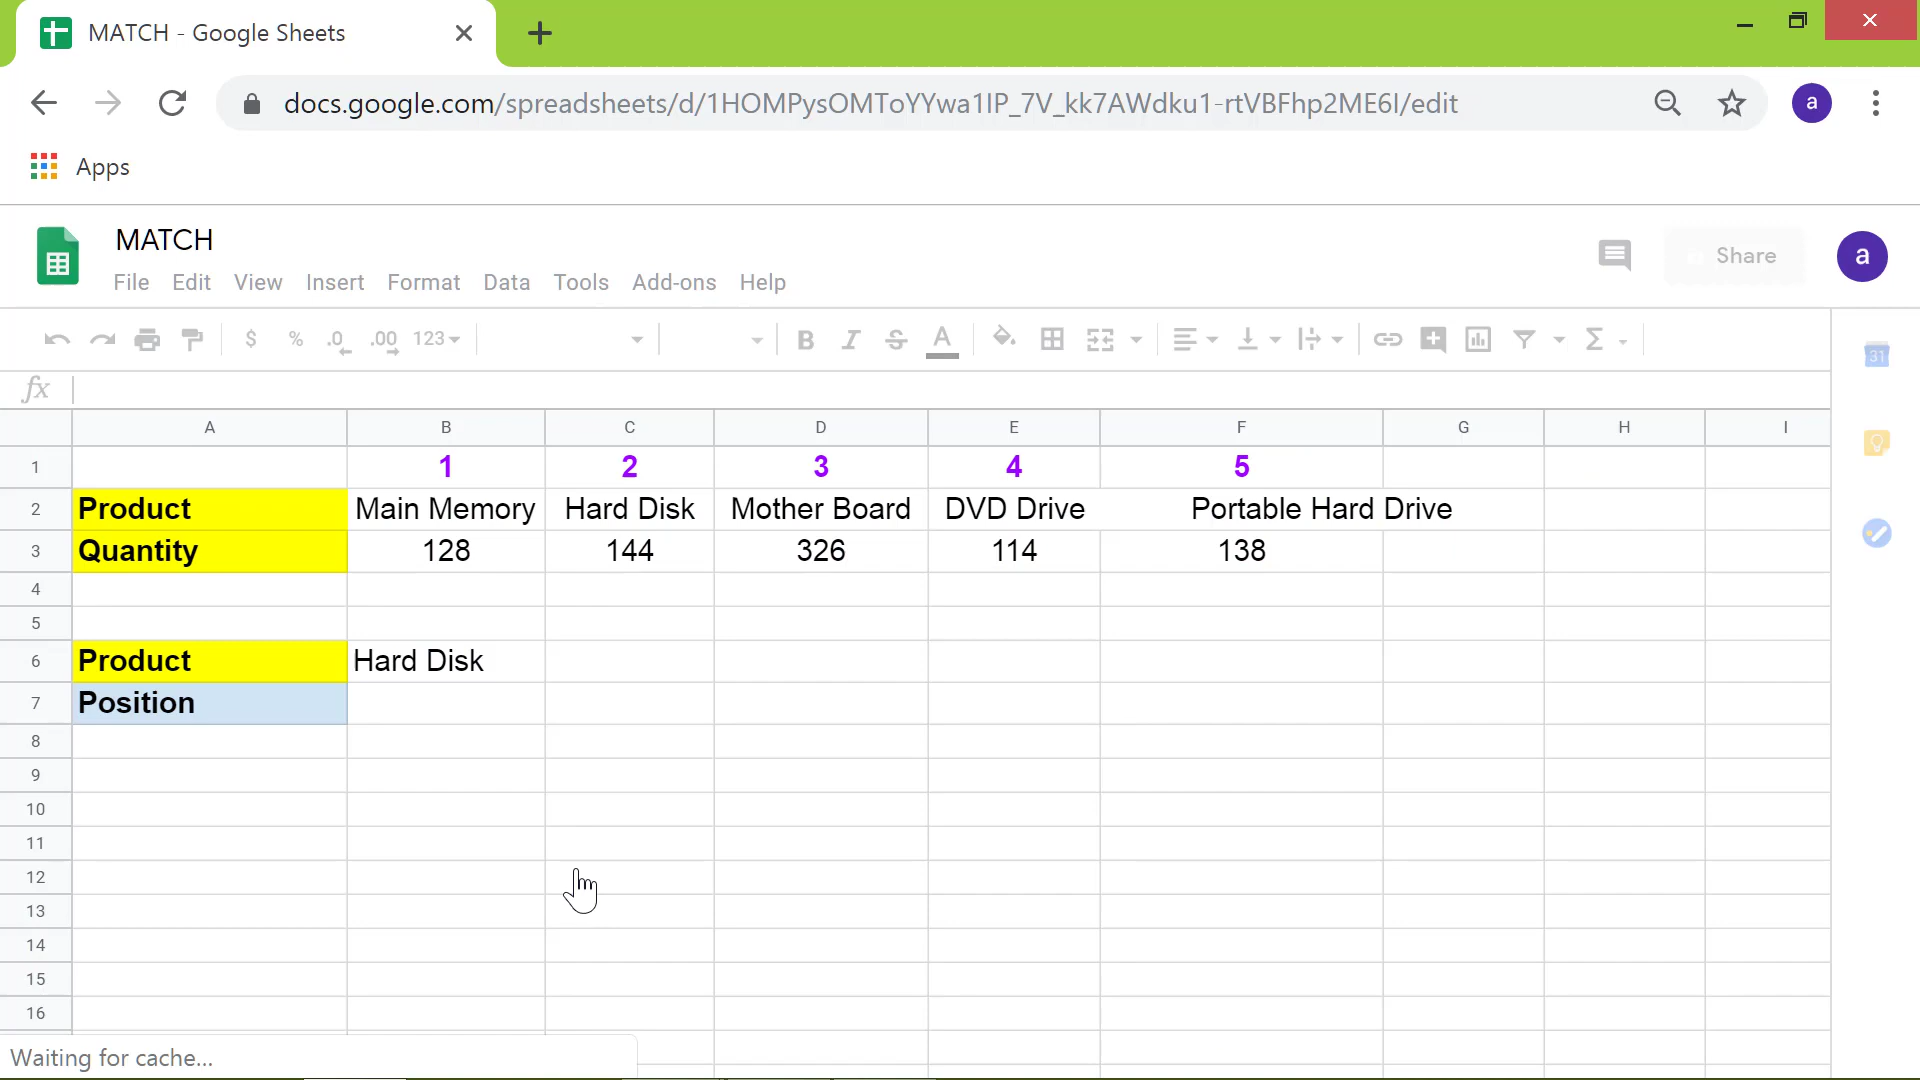 MATCH - Google Sheets
docs.google.com/spreadsheets/d/1HOMPysOMToYYwa1IP_7V_kk7AWdku1-rtVBFhp2ME6I/edit
a
Apps
MATCH
File Edit View Insert Format Data Tools Add-ons Help
Share
a
$ % .0 .00 123 B I S A Σ
31
fx
A B C D E F G H I
1 1 2 3 4 5
2 Product Main Memory Hard Disk Mother Board DVD Drive Portable Hard Drive
3 Quantity 128 144 326 114 138
4
5
6 Product Hard Disk
7 Position
8
9
10
11
12
13
14
15
16
Waiting for cache...